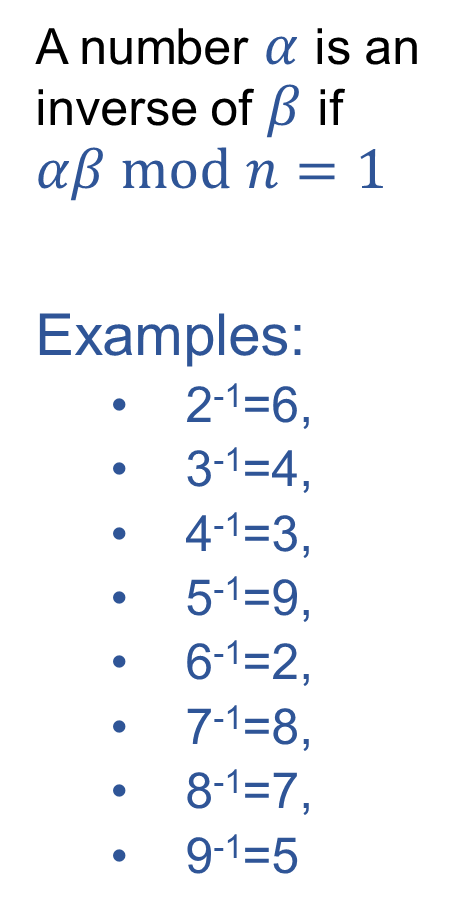 A number α is an
inverse of β if
αβ mod n = 1
Examples:
• 2⁻¹=6,
• 3⁻¹=4,
• 4⁻¹=3,
• 5⁻¹=9,
• 6⁻¹=2,
• 7⁻¹=8,
• 8⁻¹=7,
• 9⁻¹=5